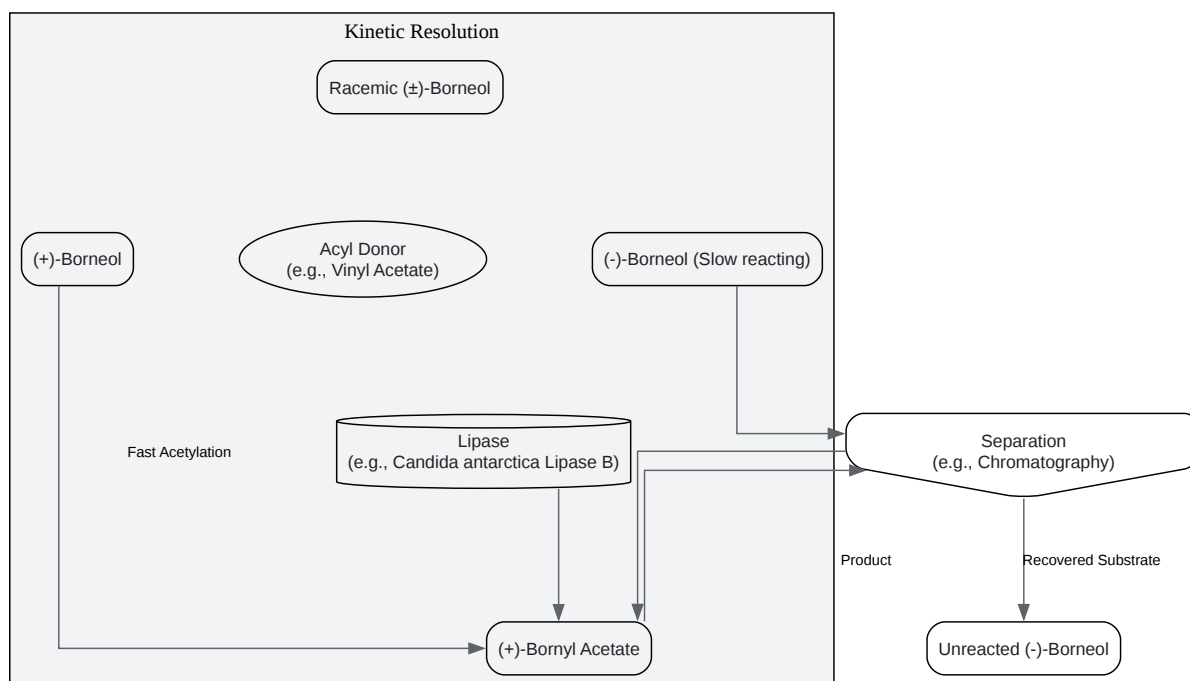 Kinetic Resolution
Racemic (±)-Borneol
(+)-Borneol
Acyl Donor
(e.g., Vinyl Acetate)
(-)-Borneol (Slow reacting)
Fast Acetylation
Lipase
(e.g., Candida antarctica Lipase B)
Separation
(e.g., Chromatography)
Product
Recovered Substrate
(+)-Bornyl Acetate
Unreacted (-)-Borneol